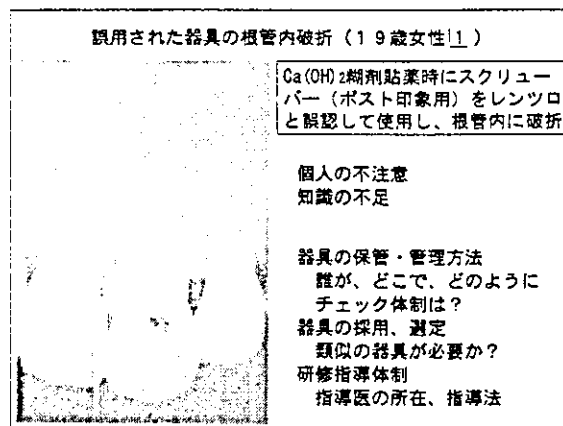 誤用された器具の根管内破折（１９歳女性|1）
Ca(OH)2糊剤貼薬時にスクリュー
バー（ポスト印象用）をレンツロ
と誤認して使用し、根管内に破折
個人の不注意
知識の不足
器具の保管・管理方法
誰が、どこで、どのように
チェック体制は？
器具の採用、選定
類似の器具が必要か？
研修指導体制
指導医の所在、指導法